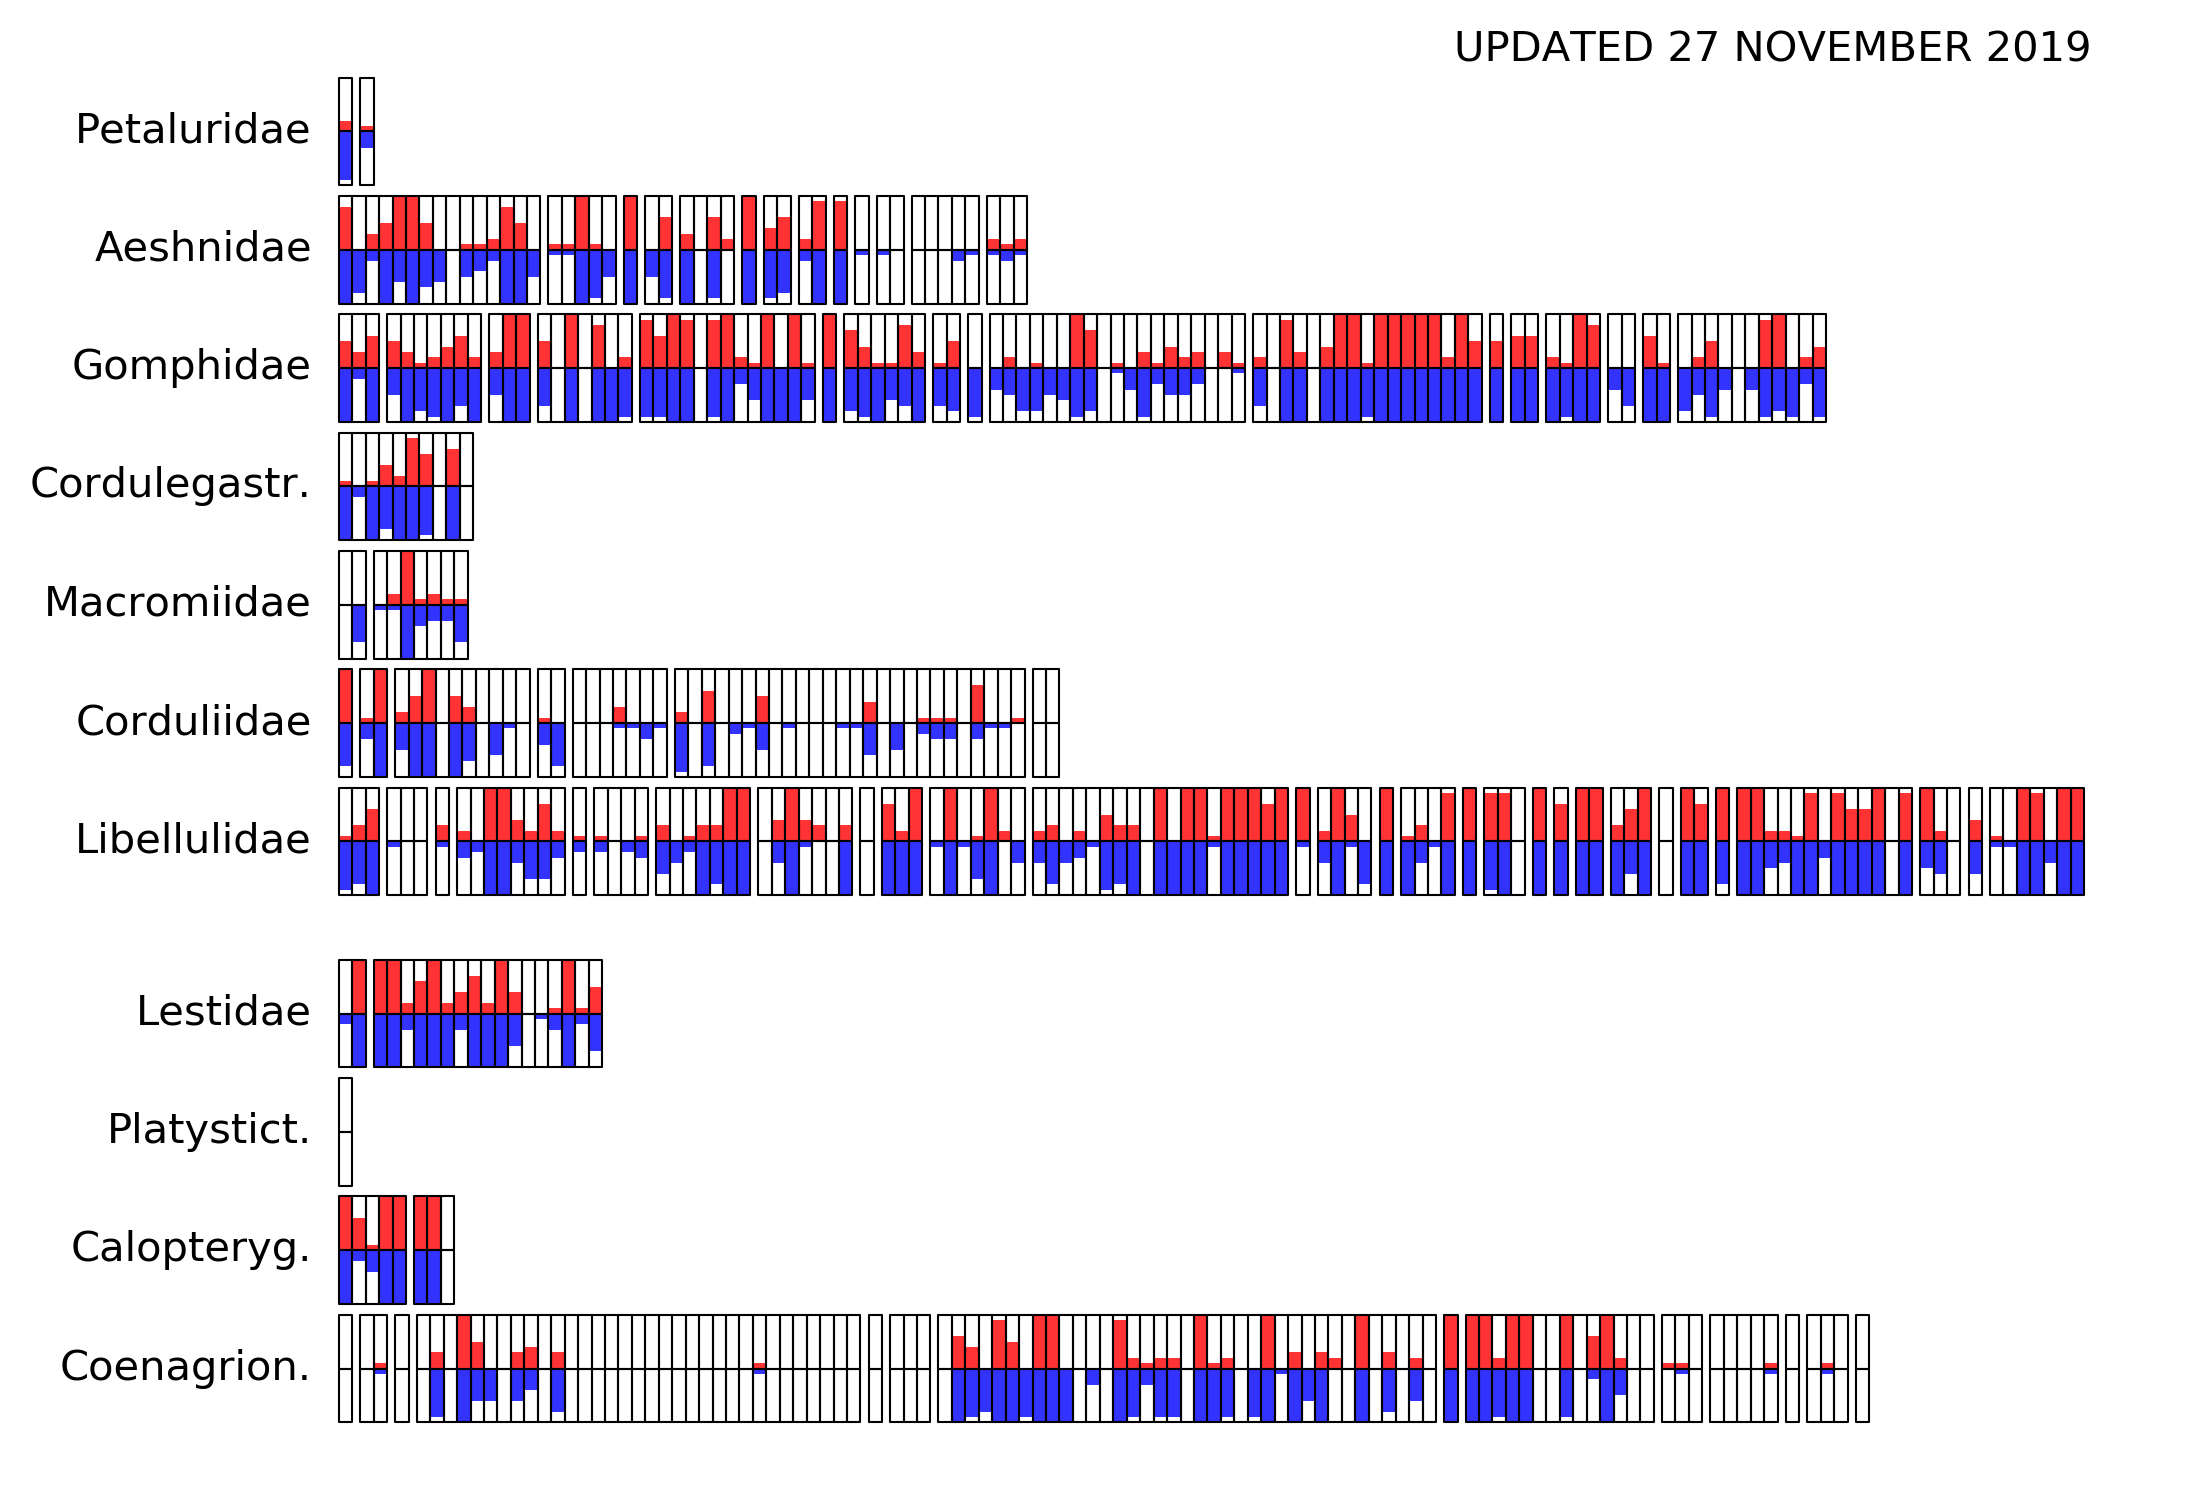 UPDATED 27 NOVEMBER 2019
Petaluridae
Aeshnidae
Gomphidae
Cordulegastr.
Macromiidae
Corduliidae
Libellulidae
Lestidae
Platystict.
Calopteryg.
Coenagrion.